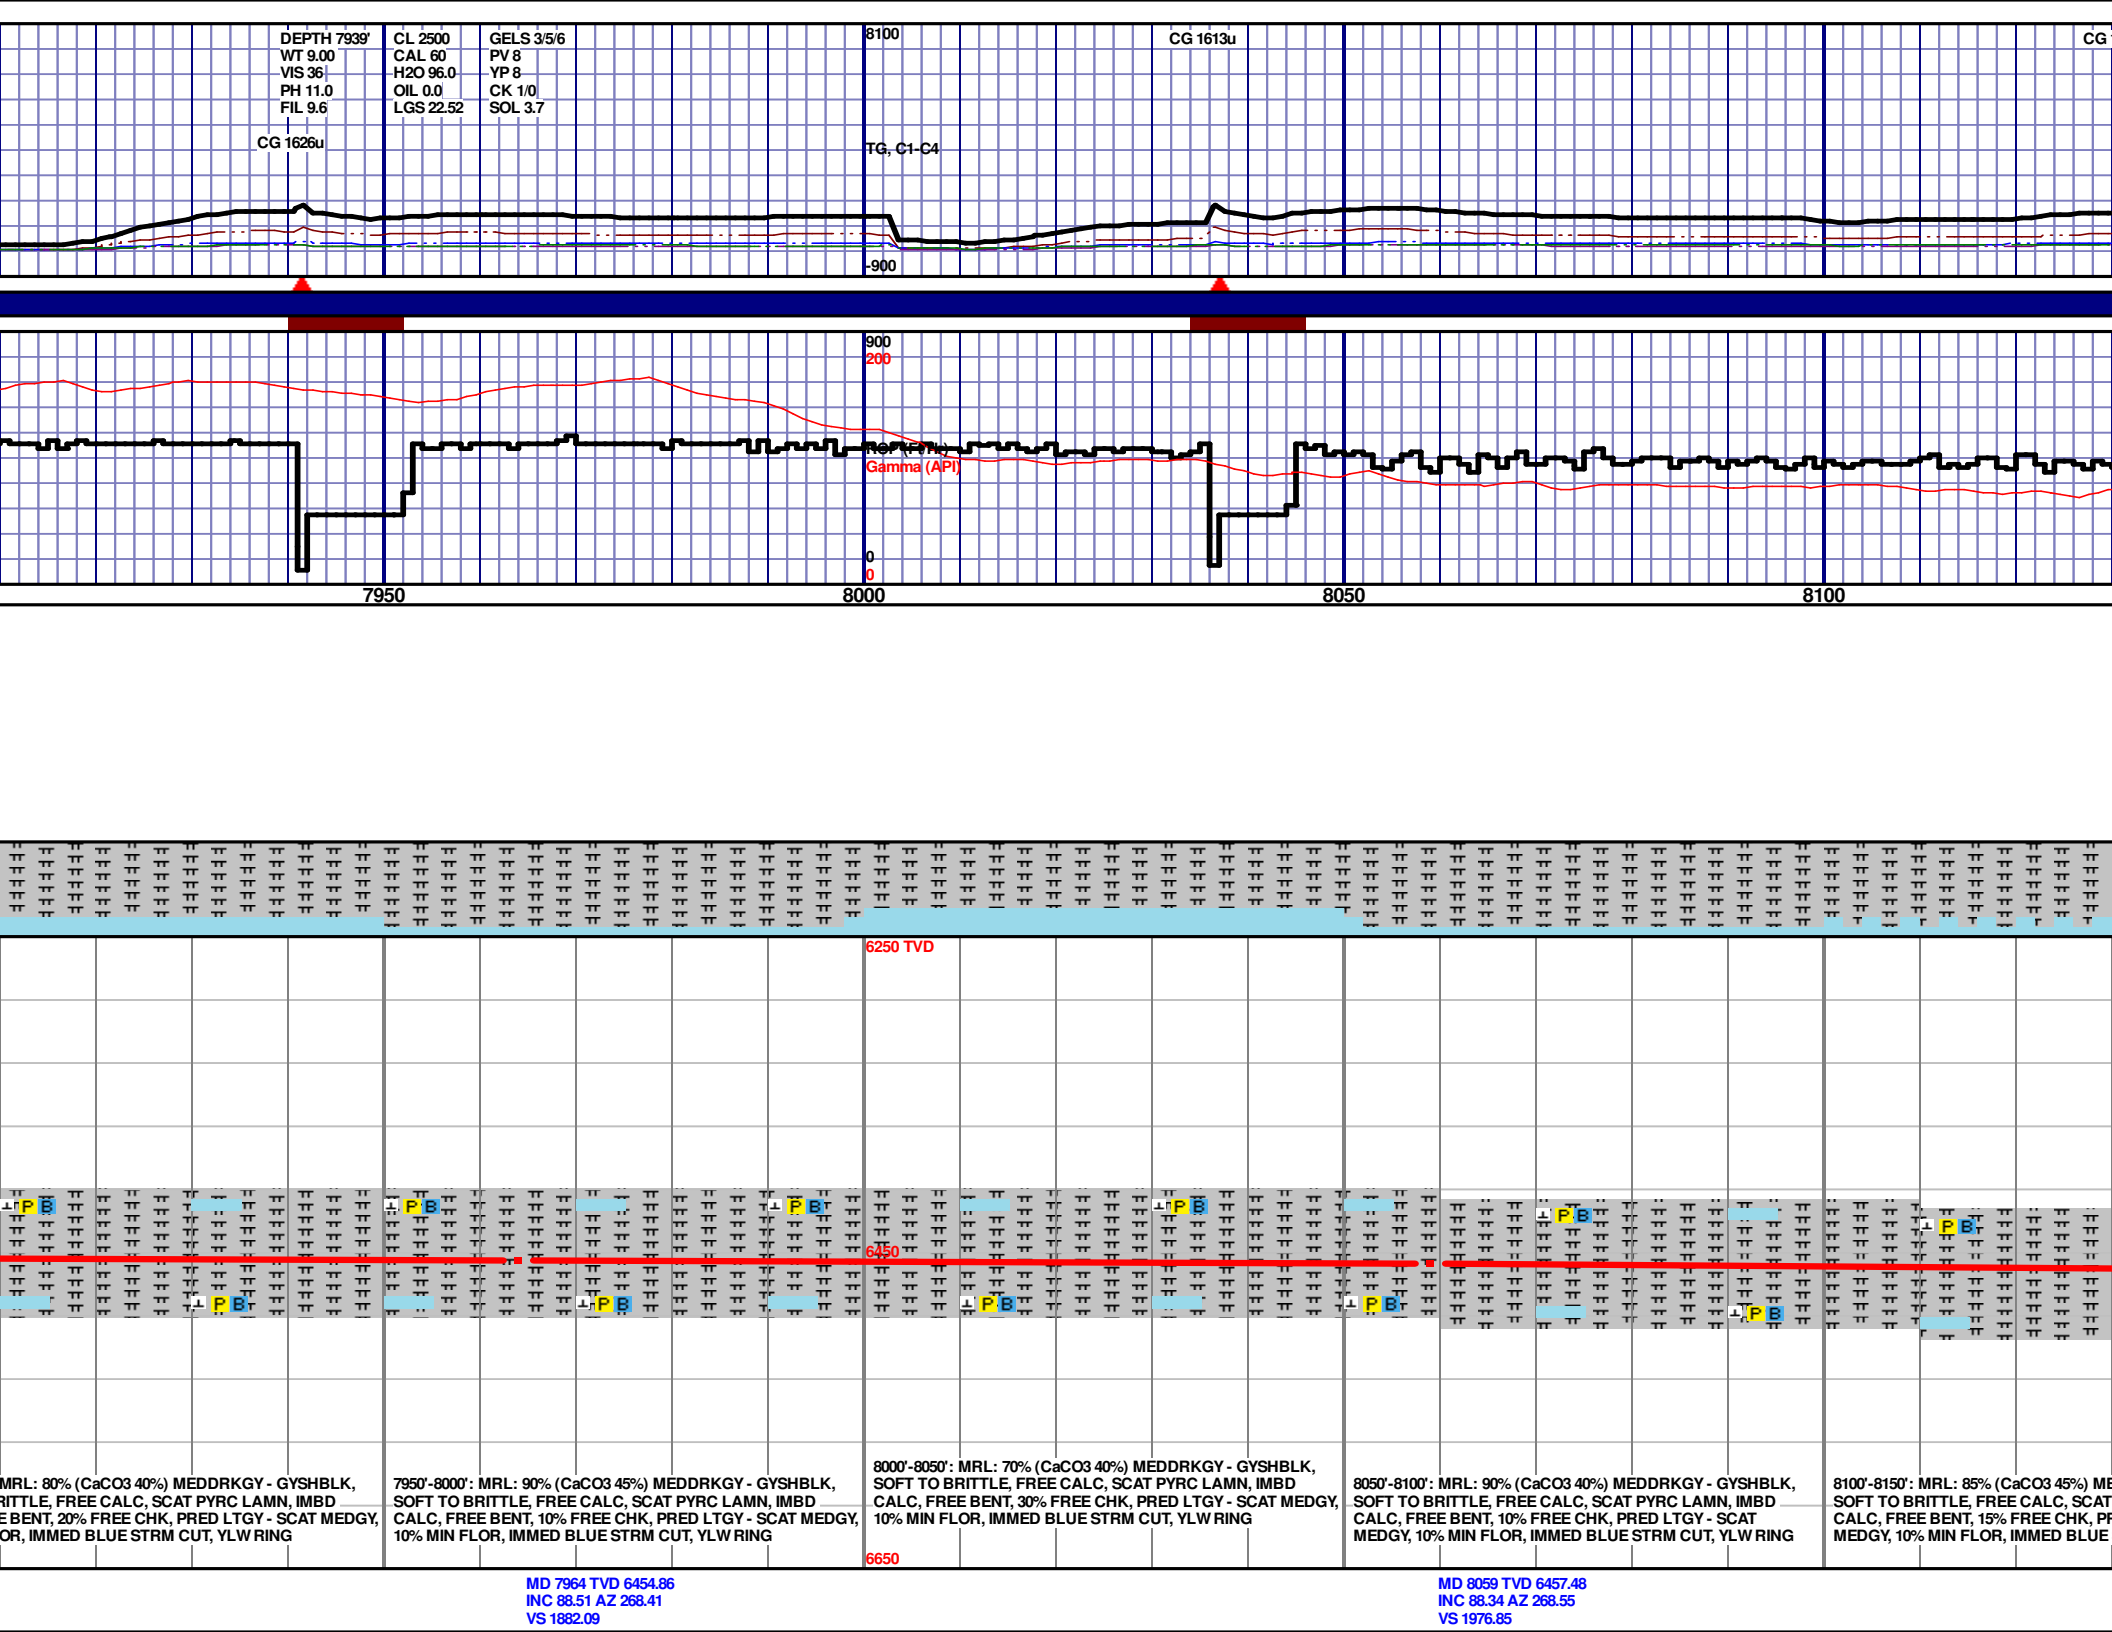 DEPTH 7939' CL 2500 GELS 3/5/6
WT 9.00 CAL 60 PV 8
VIS 36 H2O 96.0 YP 8
PH 11.0 OIL 0.0 CK 1/0
FIL 9.6 LGS 22.52 SOL 3.7
CG 1626u
8100
CG 1613u
CG
TG, C1-C4
-900
900
200
ROP (Ft/Hr)
Gamma (API)
0
0
7950 8000 8050 8100
6250 TVD
P B P B P B P B P B P B
6450
P B P B P B P B P B
MRL: 80% (CaCO3 40%) MEDDRKGY - GYSHBLK,
RITTLE, FREE CALC, SCAT PYRC LAMN, IMBD
E BENT, 20% FREE CHK, PRED LTGY - SCAT MEDGY,
OR, IMMED BLUE STRM CUT, YLW RING
7950'-8000': MRL: 90% (CaCO3 45%) MEDDRKGY - GYSHBLK,
SOFT TO BRITTLE, FREE CALC, SCAT PYRC LAMN, IMBD
CALC, FREE BENT, 10% FREE CHK, PRED LTGY - SCAT MEDGY,
10% MIN FLOR, IMMED BLUE STRM CUT, YLW RING
8000'-8050': MRL: 70% (CaCO3 40%) MEDDRKGY - GYSHBLK,
SOFT TO BRITTLE, FREE CALC, SCAT PYRC LAMN, IMBD
CALC, FREE BENT, 30% FREE CHK, PRED LTGY - SCAT MEDGY,
10% MIN FLOR, IMMED BLUE STRM CUT, YLW RING
8050'-8100': MRL: 90% (CaCO3 40%) MEDDRKGY - GYSHBLK,
SOFT TO BRITTLE, FREE CALC, SCAT PYRC LAMN, IMBD
CALC, FREE BENT, 10% FREE CHK, PRED LTGY - SCAT
MEDGY, 10% MIN FLOR, IMMED BLUE STRM CUT, YLW RING
8100'-8150': MRL: 85% (CaCO3 45%) ME
SOFT TO BRITTLE, FREE CALC, SCAT
CALC, FREE BENT, 15% FREE CHK, P
MEDGY, 10% MIN FLOR, IMMED BLUE
6650
MD 7964 TVD 6454.86
INC 88.51 AZ 268.41
VS 1882.09
MD 8059 TVD 6457.48
INC 88.34 AZ 268.55
VS 1976.85